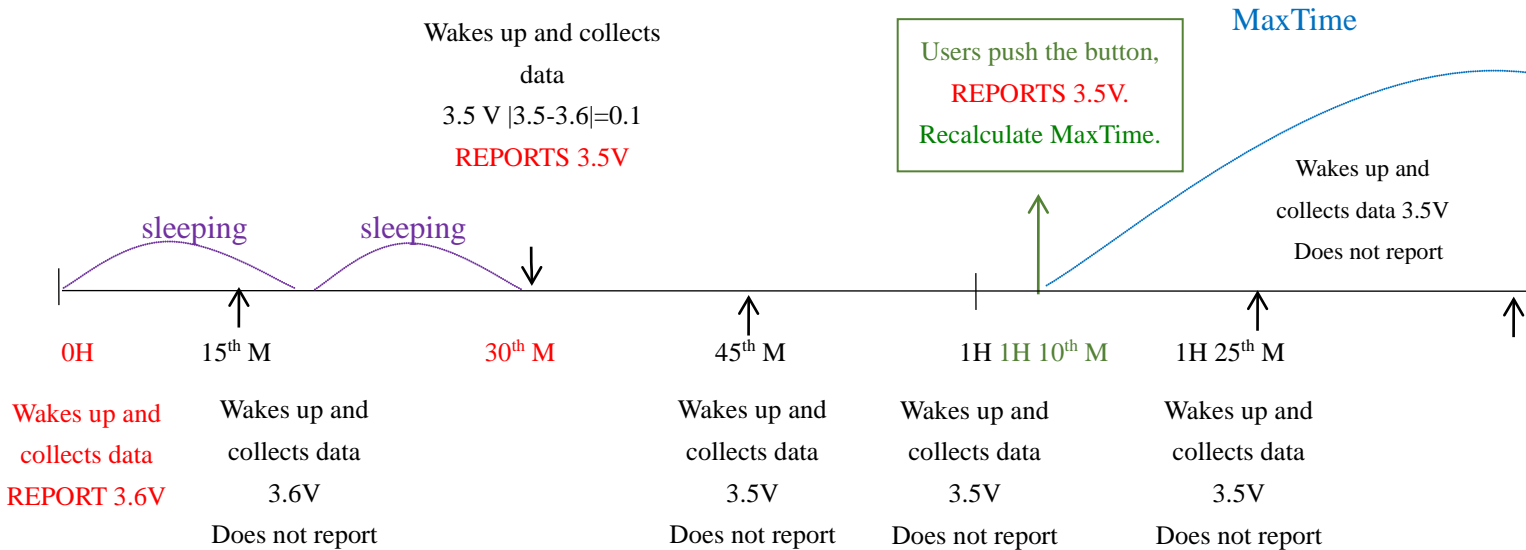 Wakes up and collects
data
3.5 V |3.5-3.6|=0.1
REPORTS 3.5V
Users push the button,
REPORTS 3.5V.
Recalculate MaxTime.
MaxTime
Wakes up and
collects data 3.5V
Does not report
sleeping
sleeping
0H
15th M
30th M
45th M
1H
1H 10th M
1H 25th M
Wakes up and
collects data
REPORT 3.6V
Wakes up and
collects data
3.6V
Does not report
Wakes up and
collects data
3.5V
Does not report
Wakes up and
collects data
3.5V
Does not report
Wakes up and
collects data
3.5V
Does not report